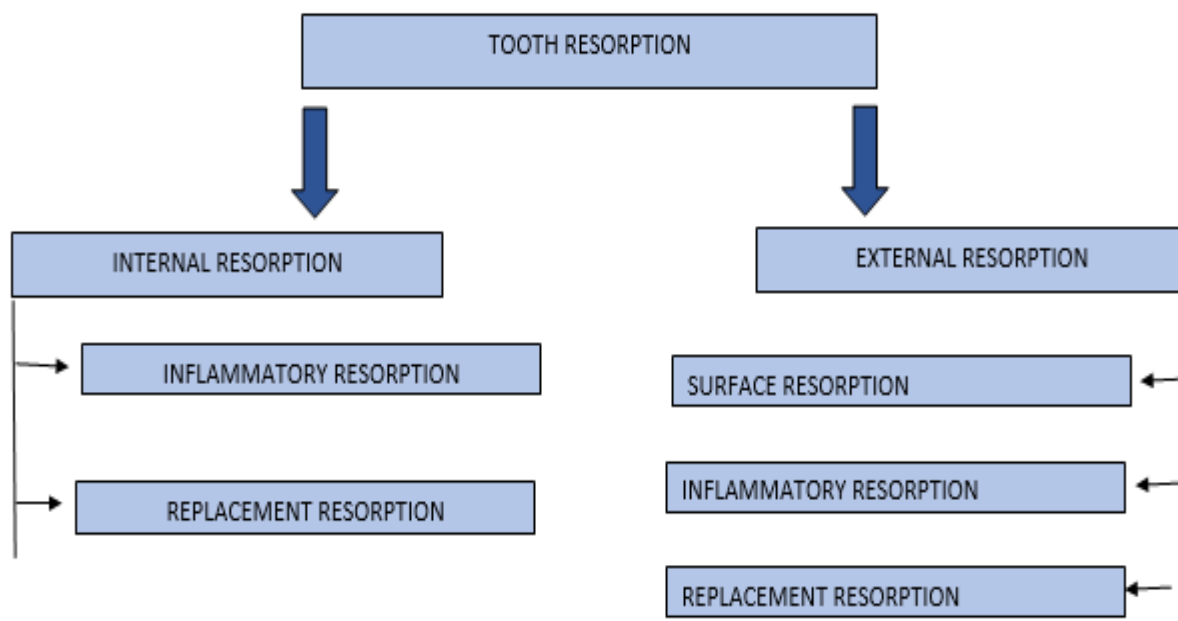 TOOTH RESORPTION
INTERNAL RESORPTION
EXTERNAL RESORPTION
INFLAMMATORY RESORPTION
REPLACEMENT RESORPTION
SURFACE RESORPTION
INFLAMMATORY RESORPTION
REPLACEMENT RESORPTION